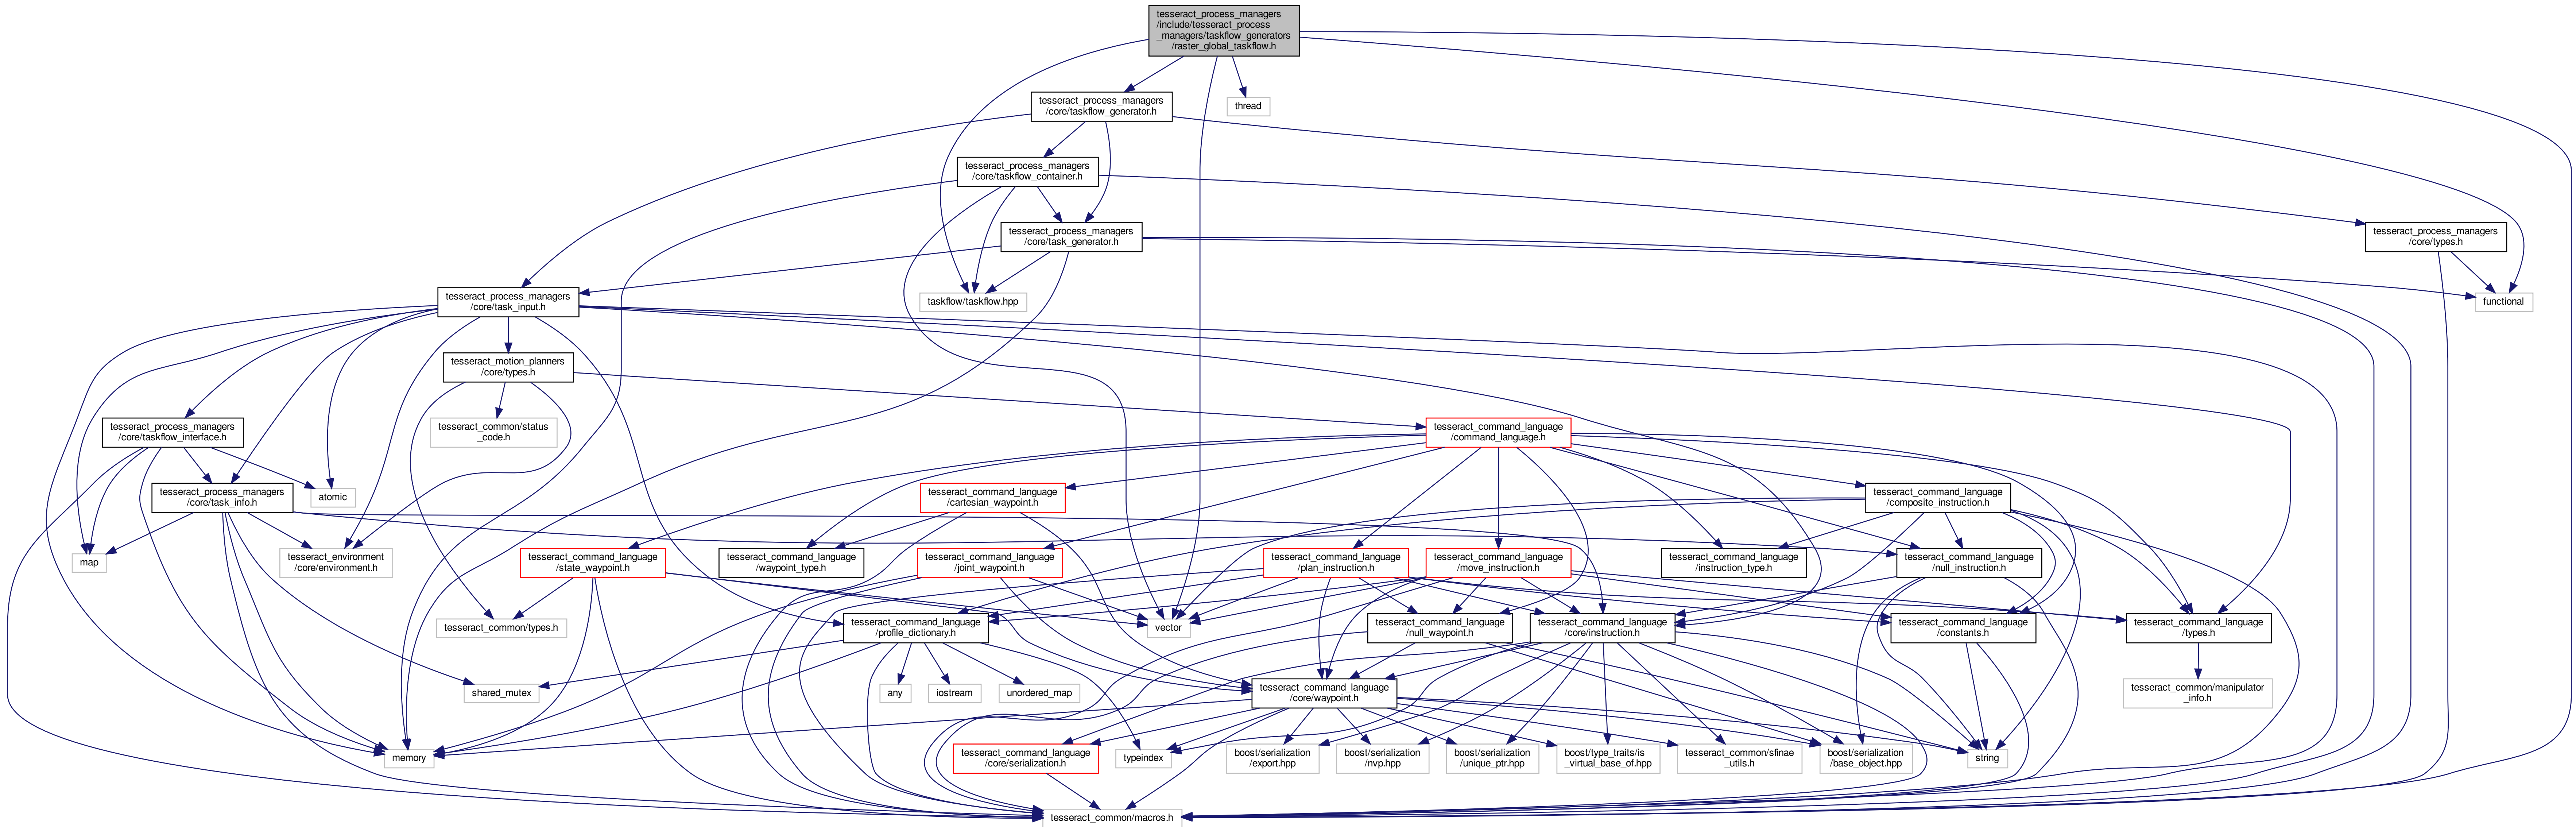 tesseract_process_managers
/include/tesseract_process
_managers/taskflow_generators
/raster_global_taskflow.h
tesseract_process_managers
/core/taskflow_generator.h
thread
tesseract_process_managers
/core/taskflow_container.h
tesseract_process_managers
/core/task_generator.h
tesseract_process_managers
/core/types.h
tesseract_process_managers
/core/task_input.h
taskflow/taskflow.hpp
functional
tesseract_motion_planners
/core/types.h
tesseract_process_managers
/core/taskflow_interface.h
tesseract_common/status
_code.h
tesseract_command_language
/command_language.h
tesseract_process_managers
/core/task_info.h
atomic
tesseract_command_language
/cartesian_waypoint.h
tesseract_command_language
/composite_instruction.h
map
tesseract_environment
/core/environment.h
tesseract_command_language
/state_waypoint.h
tesseract_command_language
/waypoint_type.h
tesseract_command_language
/joint_waypoint.h
tesseract_command_language
/plan_instruction.h
tesseract_command_language
/move_instruction.h
tesseract_command_language
/instruction_type.h
tesseract_command_language
/null_instruction.h
tesseract_common/types.h
tesseract_command_language
/profile_dictionary.h
vector
tesseract_command_language
/null_waypoint.h
tesseract_command_language
/core/instruction.h
tesseract_command_language
/constants.h
tesseract_command_language
/types.h
shared_mutex
any
iostream
unordered_map
tesseract_command_language
/core/waypoint.h
tesseract_common/manipulator
_info.h
memory
typeindex
tesseract_command_language
/core/serialization.h
boost/serialization
/export.hpp
boost/serialization
/nvp.hpp
boost/serialization
/unique_ptr.hpp
boost/type_traits/is
_virtual_base_of.hpp
tesseract_common/sfinae
_utils.h
boost/serialization
/base_object.hpp
string
tesseract_common/macros.h